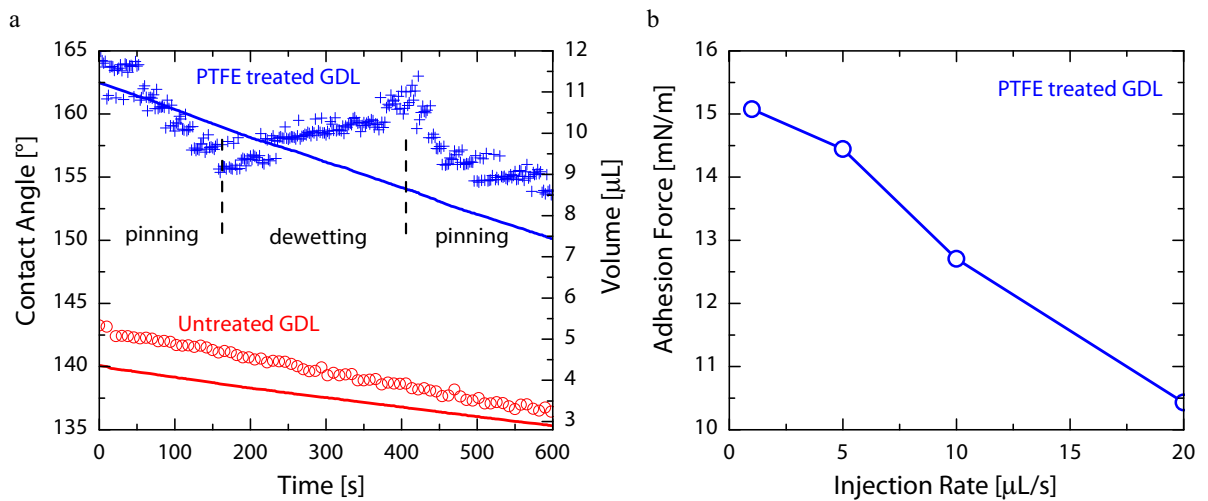 a
165
160
155
150
145
140
135
Contact Angle [°]
PTFE treated GDL
pinning
dewetting
pinning
Untreated GDL
12
11
10
9
8
7
6
5
4
3
Volume [μL]
0
100
200
300
400
500
600
Time [s]
b
16
15
14
13
12
11
10
Adhesion Force [mN/m]
PTFE treated GDL
0
5
10
15
20
Injection Rate [μL/s]